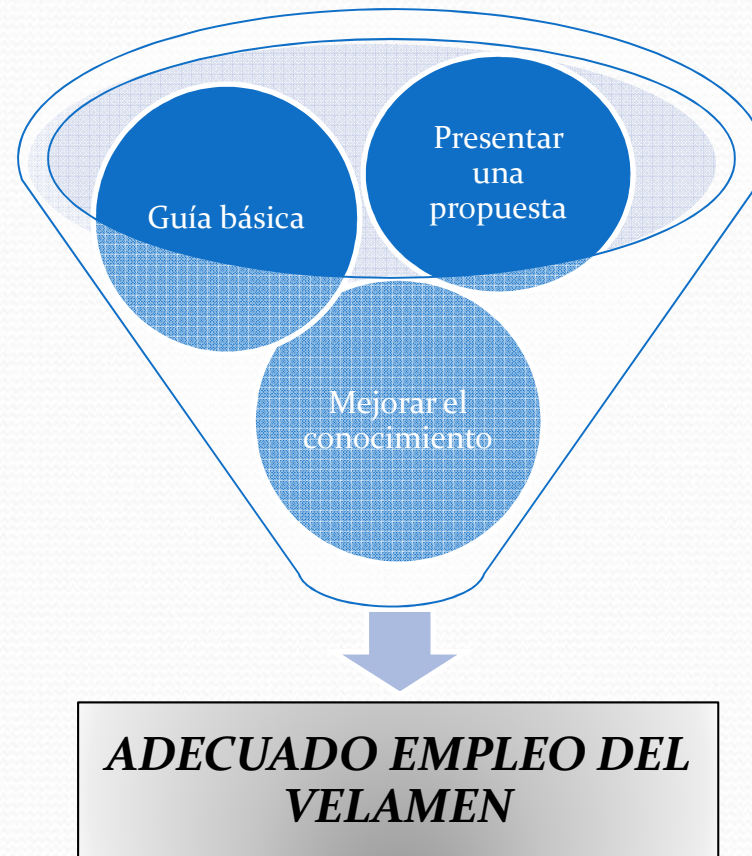 Presentar
una
propuesta
Guía básica
Mejorar el
conocimiento
ADECUADO EMPLEO DEL
VELAMEN